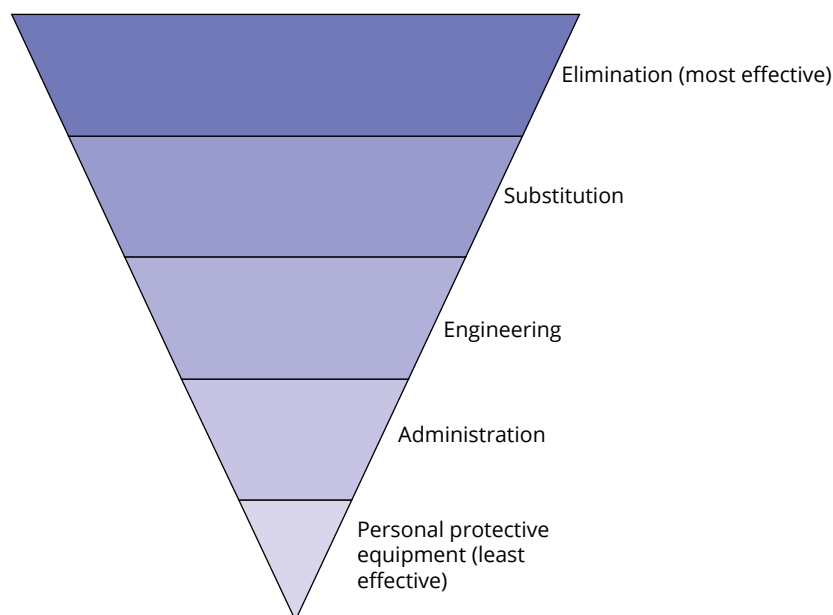 Elimination (most effective)
Substitution
Engineering
Administration
Personal protective
equipment (least
effective)